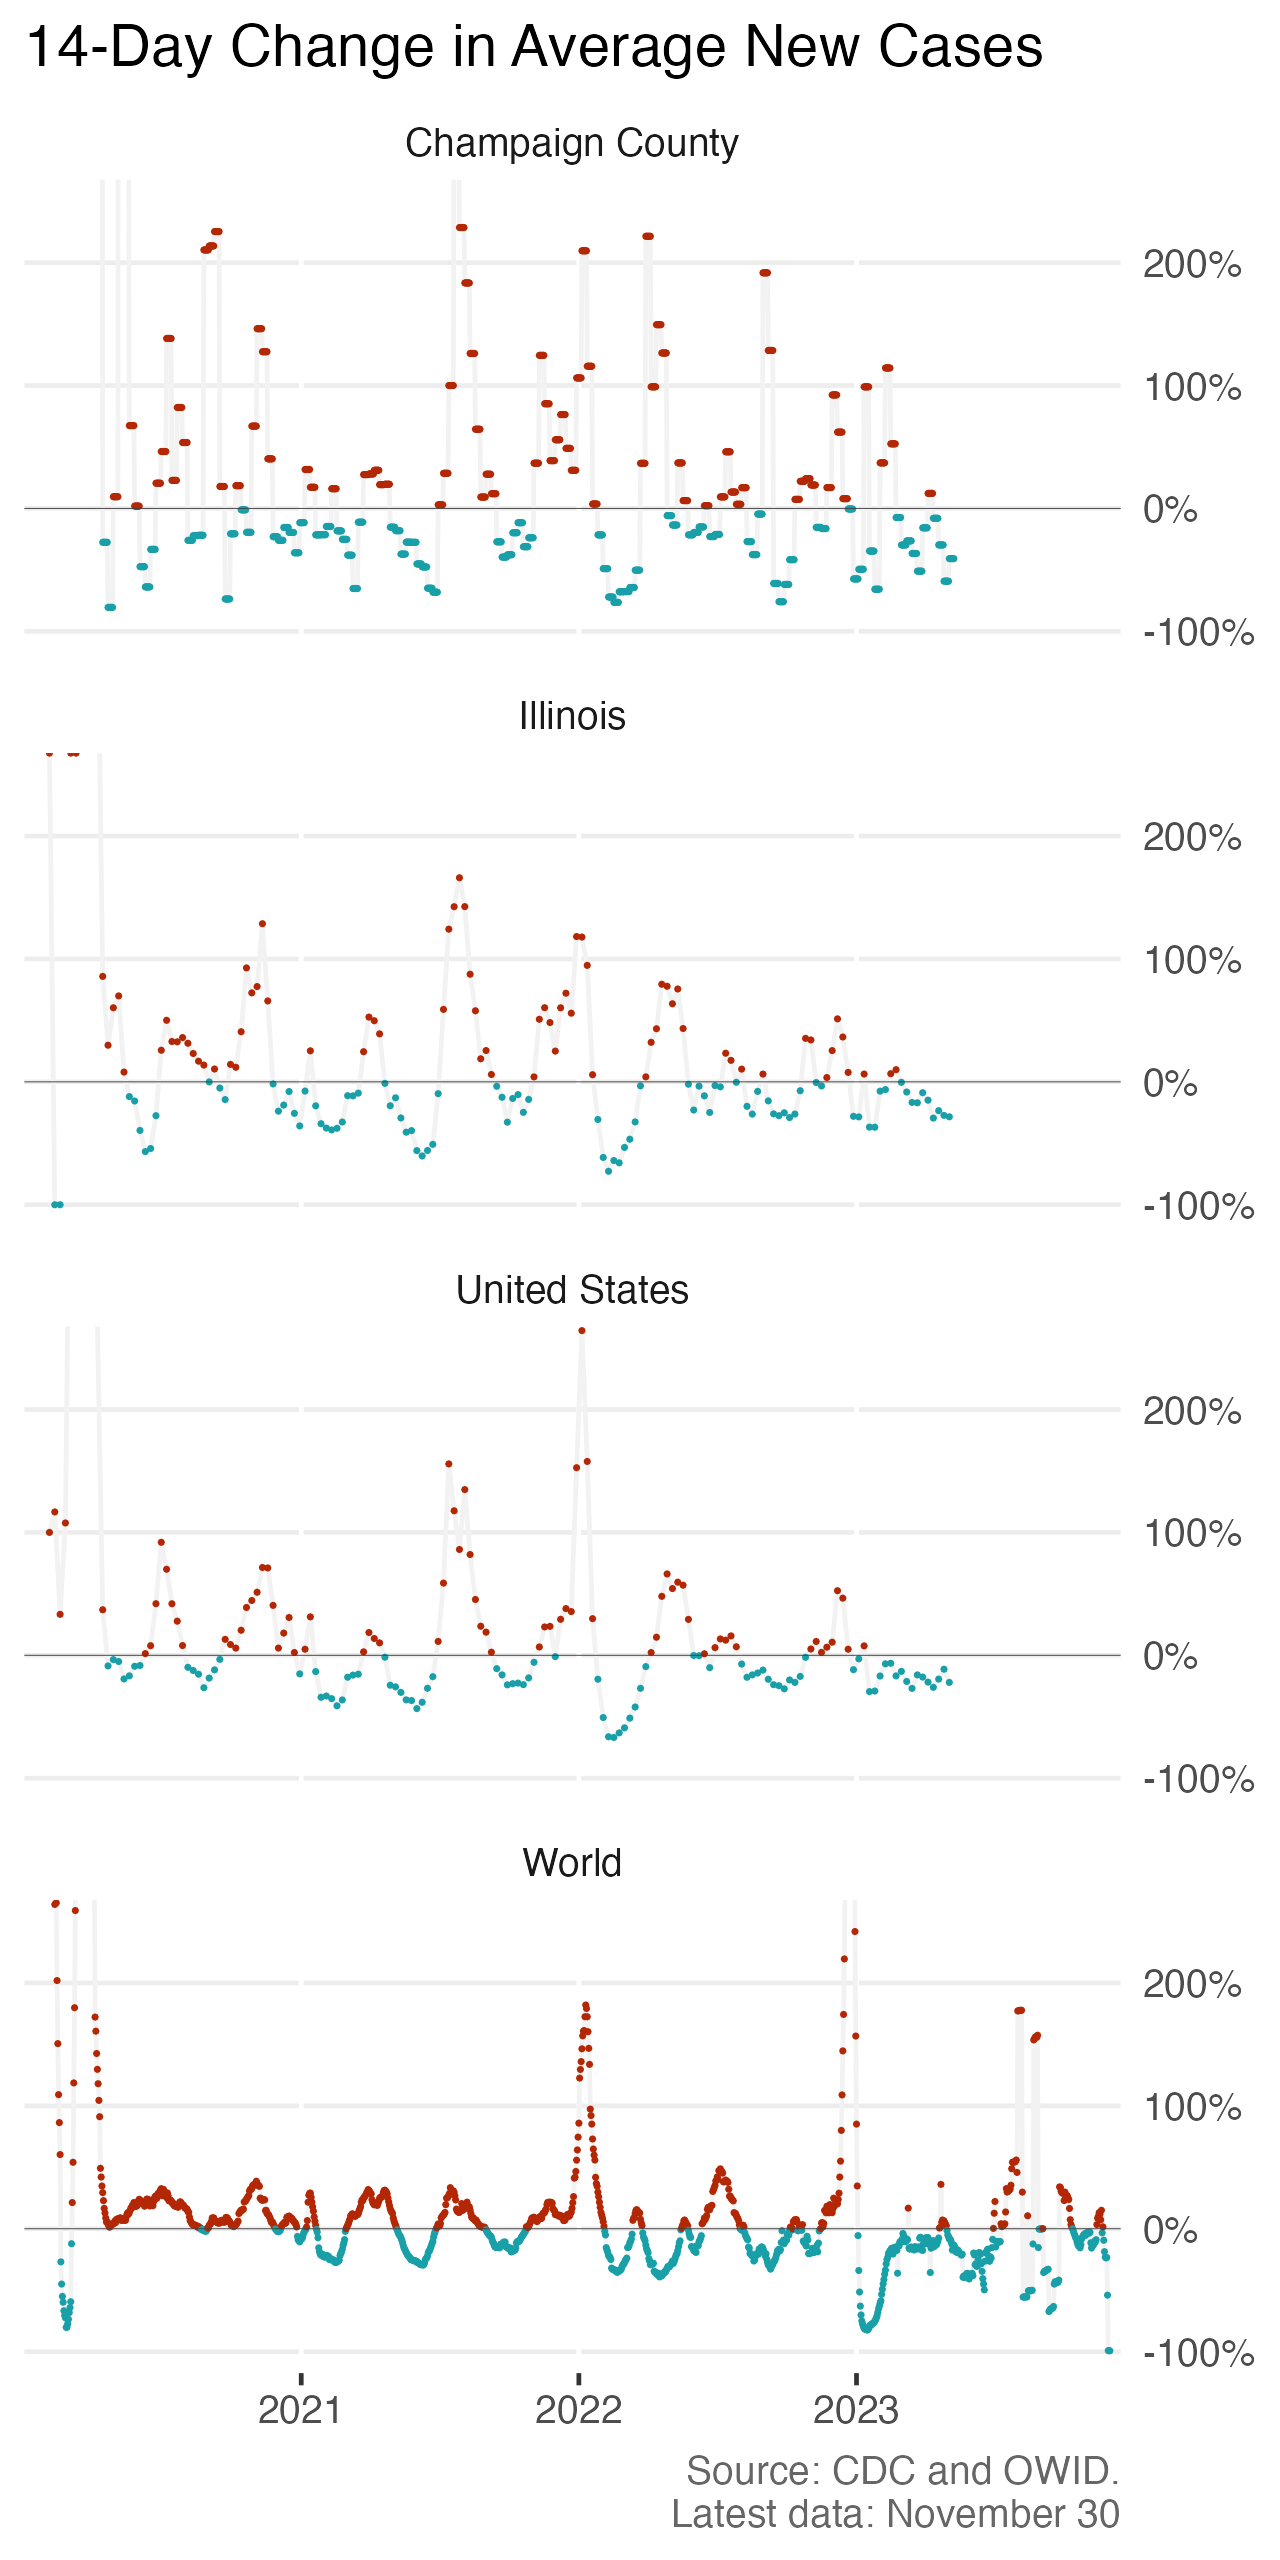 14-Day Change in Average New Cases
Champaign County
200%
100%
0%
-100%
Illinois
200%
100%
0%
-100%
United States
200%
100%
0%
-100%
World
200%
100%
0%
-100%
2021
2022
2023
Source: CDC and OWID.
Latest data: November 30